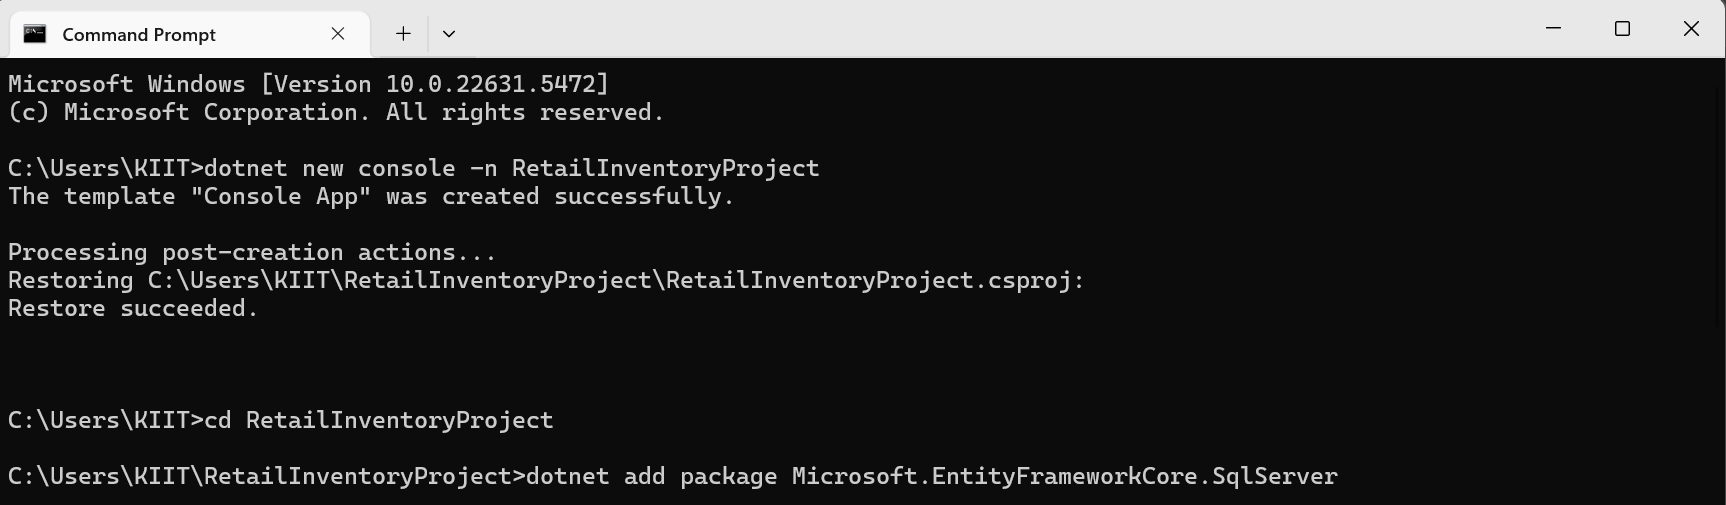 Command Prompt
Microsoft Windows [Version 10.0.22631.5472]
(c) Microsoft Corporation. All rights reserved.
C:\Users\KIIT>dotnet new console -n RetailInventoryProject
The template "Console App" was created successfully.
Processing post-creation actions...
Restoring C:\Users\KIIT\RetailInventoryProject\RetailInventoryProject.csproj:
Restore succeeded.
C:\Users\KIIT>cd RetailInventoryProject
C:\Users\KIIT\RetailInventoryProject>dotnet add package Microsoft.EntityFrameworkCore.SqlServer